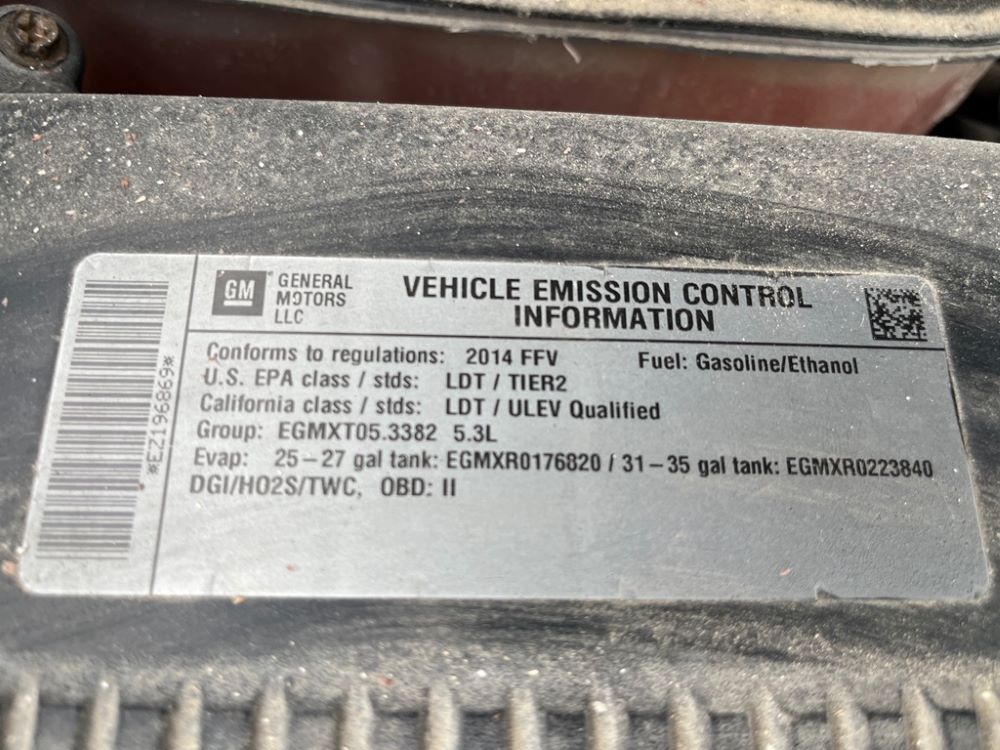 *EZ196869*
GM
GENERAL
MOTORS
LLC
VEHICLE EMISSION CONTROL
INFORMATION
Conforms to regulations: 2014 FFV Fuel: Gasoline/Ethanol
U.S. EPA class / stds: LDT / TIER2
California class / stds: LDT / ULEV Qualified
Group: EGMXT05.3382 5.3L
Evap: 25-27 gal tank: EGMXR0176820 / 31-35 gal tank: EGMXR0223840
DGI/HO2S/TWC, OBD: II